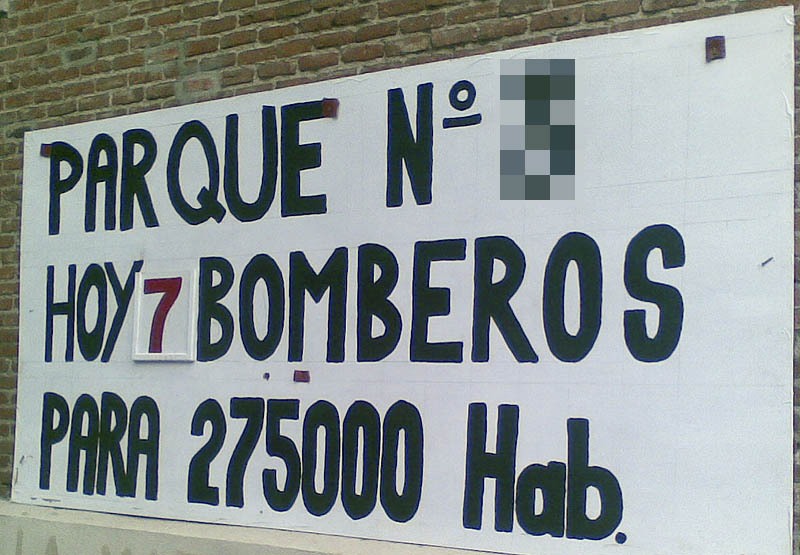 PARQUE Nº
HOY 7 BOMBEROS
PARA 275000 Hab.